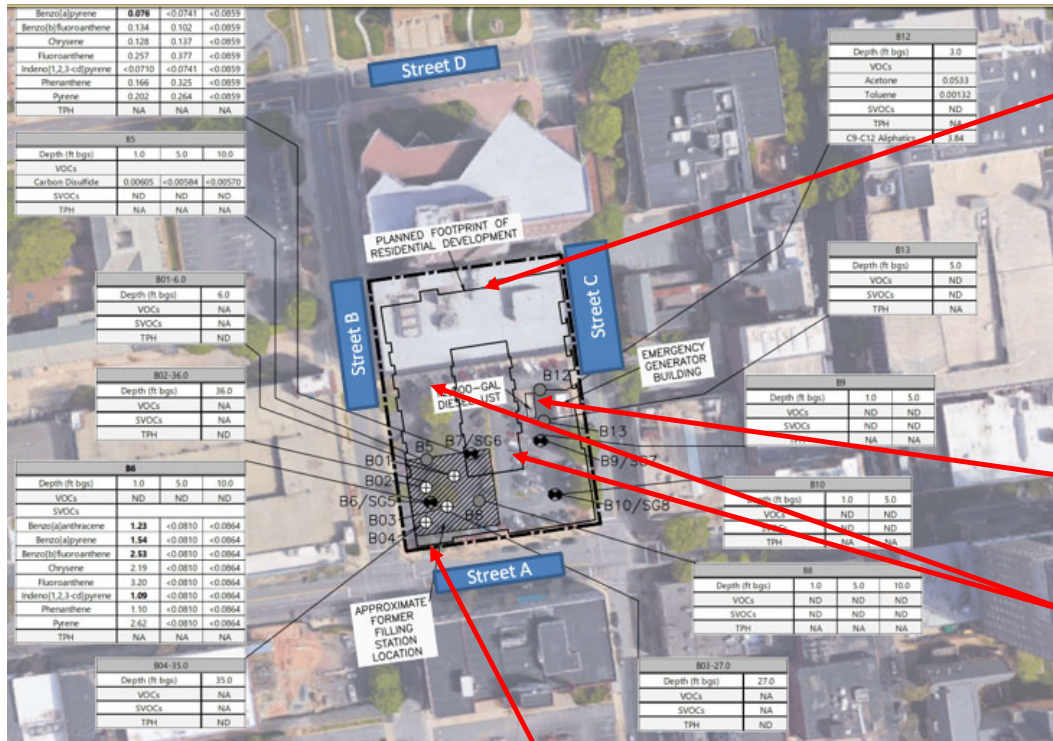 Benzo[a]pyrene 0.076 <0.0741 <0.0859
Benzo[b]fluoroanthene 0.134 0.102 <0.0859
Chrysene 0.128 0.137 <0.0859
Fluoroanthene 0.257 0.377 <0.0859
Indeno[1,2,3-cd]pyrene <0.0710 <0.0741 <0.0859
Phenanthene 0.166 0.325 <0.0859
Pyrene 0.202 0.264 <0.0859
TPH NA NA NA
B5
Depth (ft bgs) 1.0 5.0 10.0
VOCs
Carbon Disulfide 0.00605 <0.00584 <0.00570
SVOCs ND ND ND
TPH NA NA NA
B01-6.0
Depth (ft bgs) 6.0
VOCs NA
SVOCs NA
TPH ND
B02-36.0
Depth (ft bgs) 36.0
VOCs NA
SVOCs NA
TPH ND
B6
Depth (ft bgs) 1.0 5.0 10.0
VOCs ND ND ND
SVOCs
Benzo[a]anthracene 1.23 <0.0810 <0.0864
Benzo[a]pyrene 1.54 <0.0810 <0.0864
Benzo[b]fluoroanthene 2.53 <0.0810 <0.0864
Chrysene 2.19 <0.0810 <0.0864
Fluoroanthene 3.20 <0.0810 <0.0864
Indeno[1,2,3-cd]pyrene 1.09 <0.0810 <0.0864
Phenanthene 1.10 <0.0810 <0.0864
Pyrene 2.62 <0.0810 <0.0864
TPH NA NA NA
B04-35.0
Depth (ft bgs) 35.0
VOCs NA
SVOCs NA
TPH ND
Street D
PLANNED FOOTPRINT OF
RESIDENTIAL DEVELOPMENT
Street B
Street C
EMERGENCY
GENERATOR
BUILDING
DIESEL UST
B12
B13
B5
B7/SG6
B01
B02
B9/SG7
B6/SG5
B8
B10/SG8
B03
B04
Street A
APPROXIMATE
FORMER
FILLING
STATION
LOCATION
B12
Depth (ft bgs) 3.0
VOCs
Acetone 0.0533
Toluene 0.00132
SVOCs ND
TPH NA
C9-C12 Aliphatics 3.84
B13
Depth (ft bgs) 5.0
VOCs ND
SVOCs ND
TPH NA
B9
Depth (ft bgs) 1.0 5.0
VOCs ND ND
SVOCs ND ND
TPH NA NA
B10
Depth (ft bgs) 1.0 5.0
VOCs ND ND
SVOCs ND ND
TPH NA NA
B8
Depth (ft bgs) 1.0 5.0 10.0
VOCs ND ND ND
SVOCs ND ND ND
TPH NA NA NA
B03-27.0
Depth (ft bgs) 27.0
VOCs NA
SVOCs NA
TPH ND